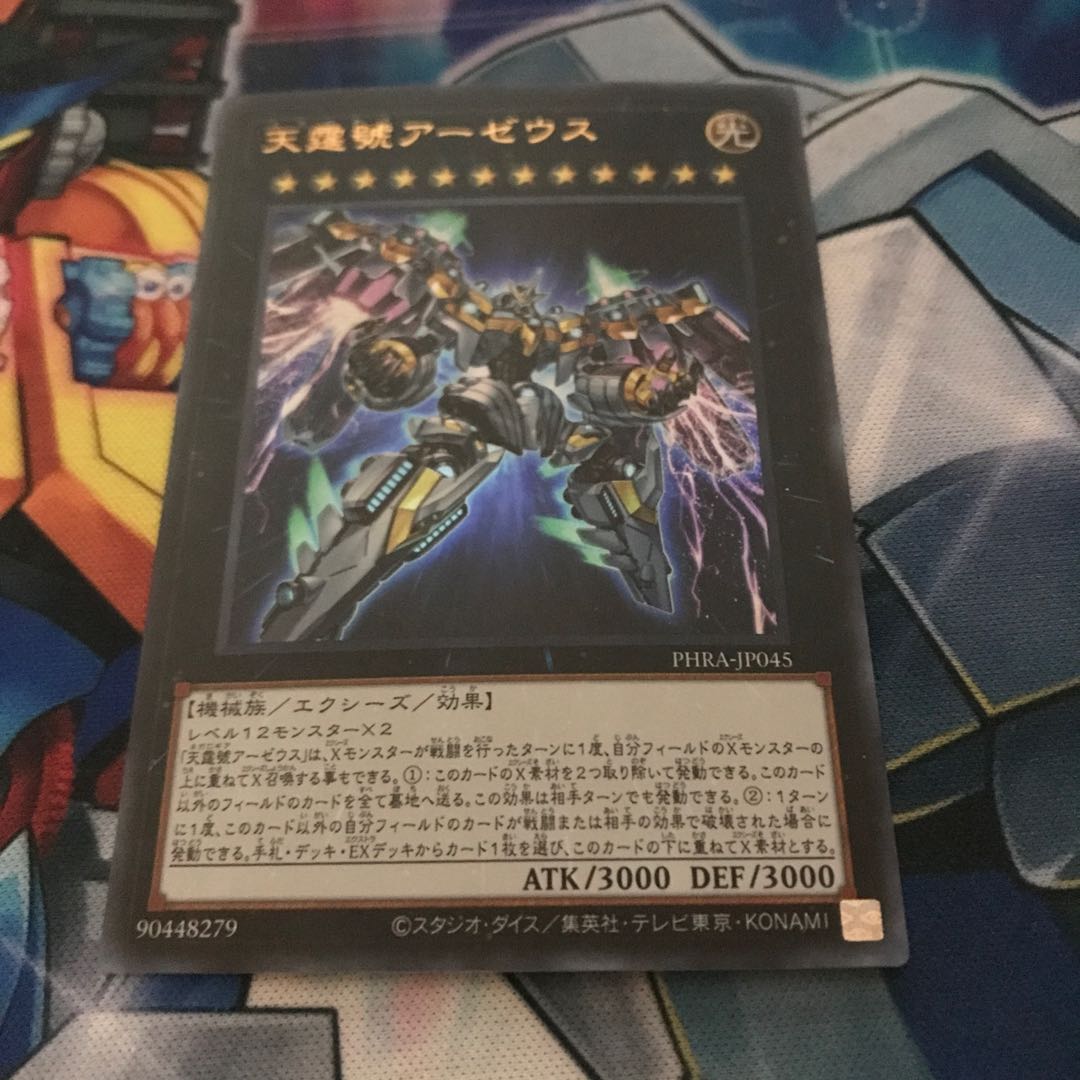 天霆號アーゼウス
光
PHRA-JP045
【機械族／エクシーズ／効果】
レベル12モンスター×2
「天霆號アーゼウス」は、Xモンスターが戦闘を行ったターンに1度、自分フィールドのXモンスターの
上に重ねてX召喚する事もできる。①：このカードのX素材を2つ取り除いて発動できる。このカード
以外のフィールドのカードを全て墓地へ送る。この効果は相手ターンでも発動できる。②：1ターン
に1度、このカード以外の自分フィールドのカードが戦闘または相手の効果で破壊された場合に
発動できる。手札・デッキ・EXデッキからカード1枚を選び、このカードの下に重ねてX素材とする。
ATK/3000 DEF/3000
90448279 ©スタジオ・ダイス／集英社・テレビ東京・KONAMI